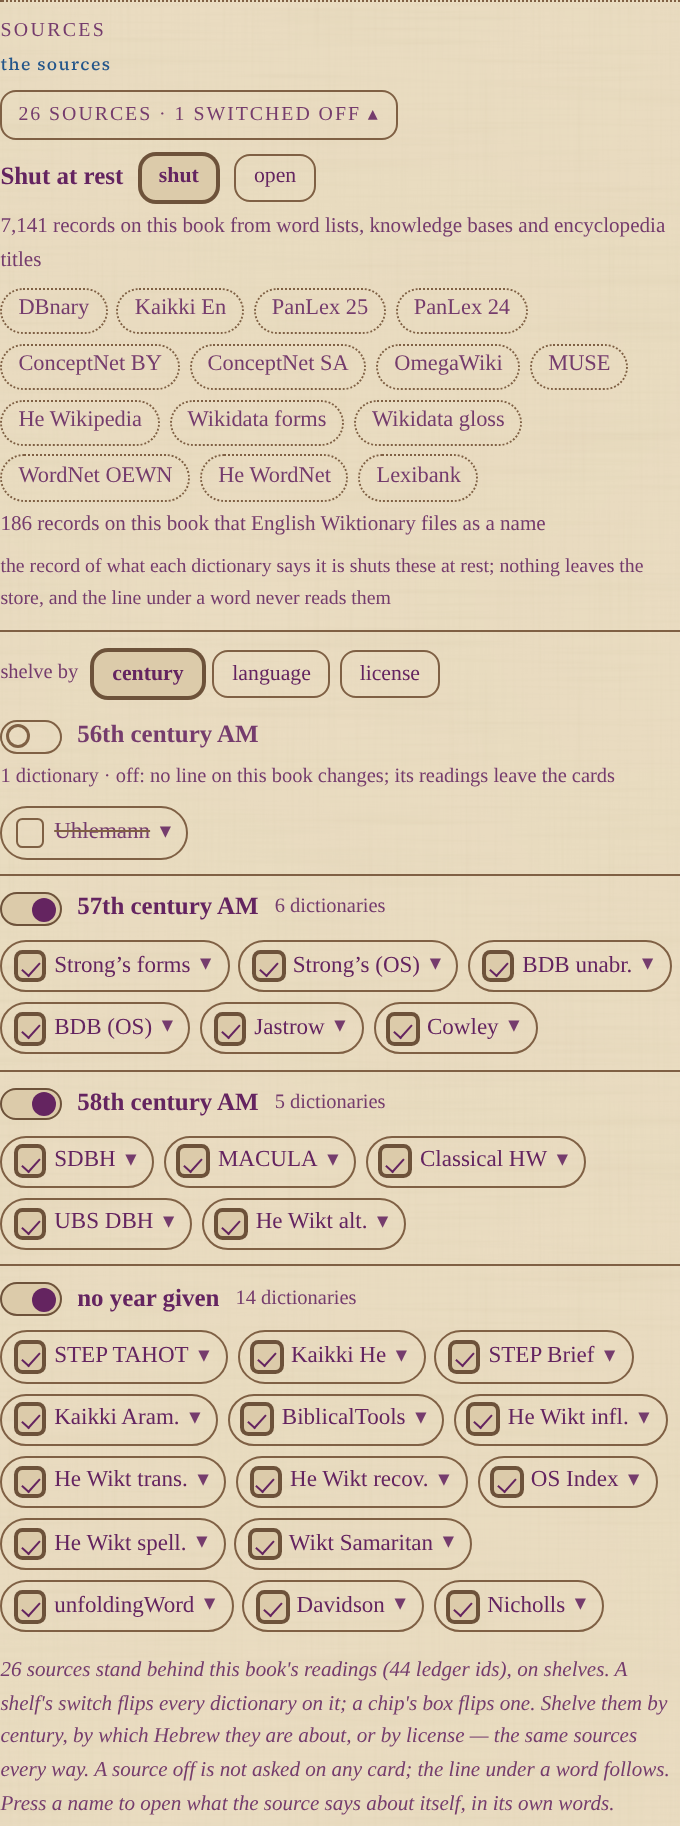 SOURCES
the sources
26 SOURCES · 1 SWITCHED OFF ▴
Shut at rest shut open
7,141 records on this book from word lists, knowledge bases and encyclopedia
titles
DBnary Kaikki En PanLex 25 PanLex 24
ConceptNet BY ConceptNet SA OmegaWiki MUSE
He Wikipedia Wikidata forms Wikidata gloss
WordNet OEWN He WordNet Lexibank
186 records on this book that English Wiktionary files as a name
the record of what each dictionary says it is shuts these at rest; nothing leaves the
store, and the line under a word never reads them
shelve by century language license
56th century AM
1 dictionary · off: no line on this book changes; its readings leave the cards
Uhlemann ▾
57th century AM 6 dictionaries
Strong’s forms ▾ Strong’s (OS) ▾ BDB unabr. ▾
BDB (OS) ▾ Jastrow ▾ Cowley ▾
58th century AM 5 dictionaries
SDBH ▾ MACULA ▾ Classical HW ▾
UBS DBH ▾ He Wikt alt. ▾
no year given 14 dictionaries
STEP TAHOT ▾ Kaikki He ▾ STEP Brief ▾
Kaikki Aram. ▾ BiblicalTools ▾ He Wikt infl. ▾
He Wikt trans. ▾ He Wikt recov. ▾ OS Index ▾
He Wikt spell. ▾ Wikt Samaritan ▾
unfoldingWord ▾ Davidson ▾ Nicholls ▾
26 sources stand behind this book's readings (44 ledger ids), on shelves. A
shelf's switch flips every dictionary on it; a chip's box flips one. Shelve them by
century, by which Hebrew they are about, or by license — the same sources
every way. A source off is not asked on any card; the line under a word follows.
Press a name to open what the source says about itself, in its own words.